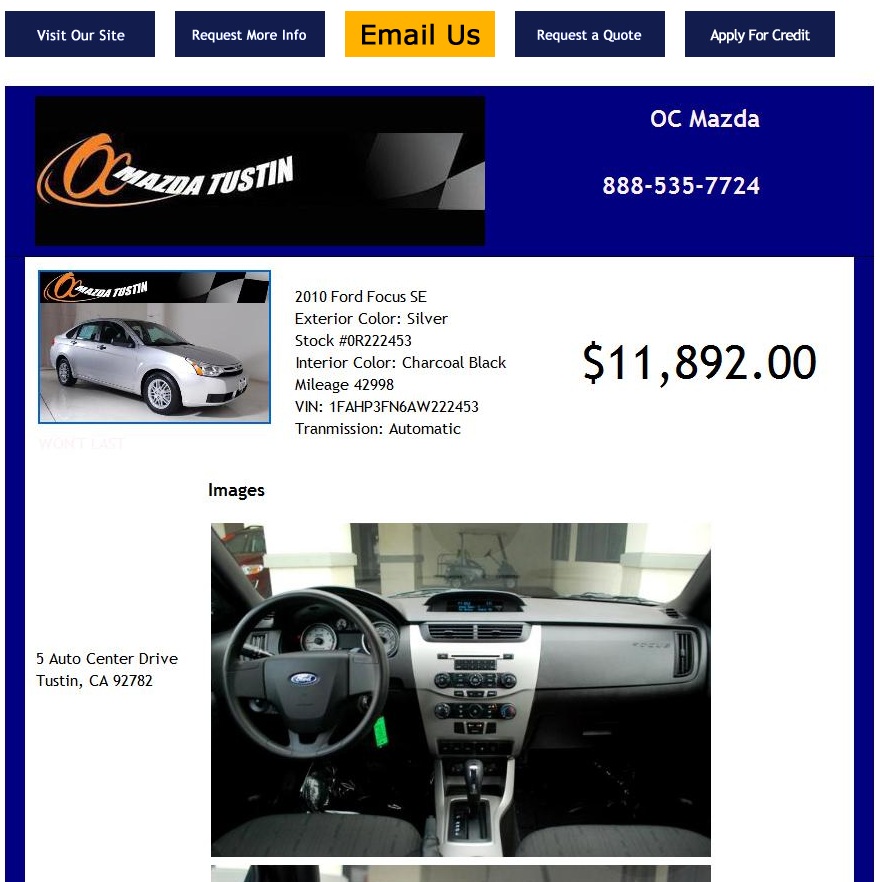 Visit Our Site
Request More Info
Email Us
Request a Quote
Apply For Credit
OC MAZDA TUSTIN
OC Mazda
888-535-7724
OC MAZDA TUSTIN
2010 Ford Focus SE
Exterior Color: Silver
Stock #0R222453
Interior Color: Charcoal Black
Mileage 42998
VIN: 1FAHP3FN6AW222453
Tranmission: Automatic
$11,892.00
WON'T LAST
Images
FOCUS
Ford
5 Auto Center Drive
Tustin, CA 92782